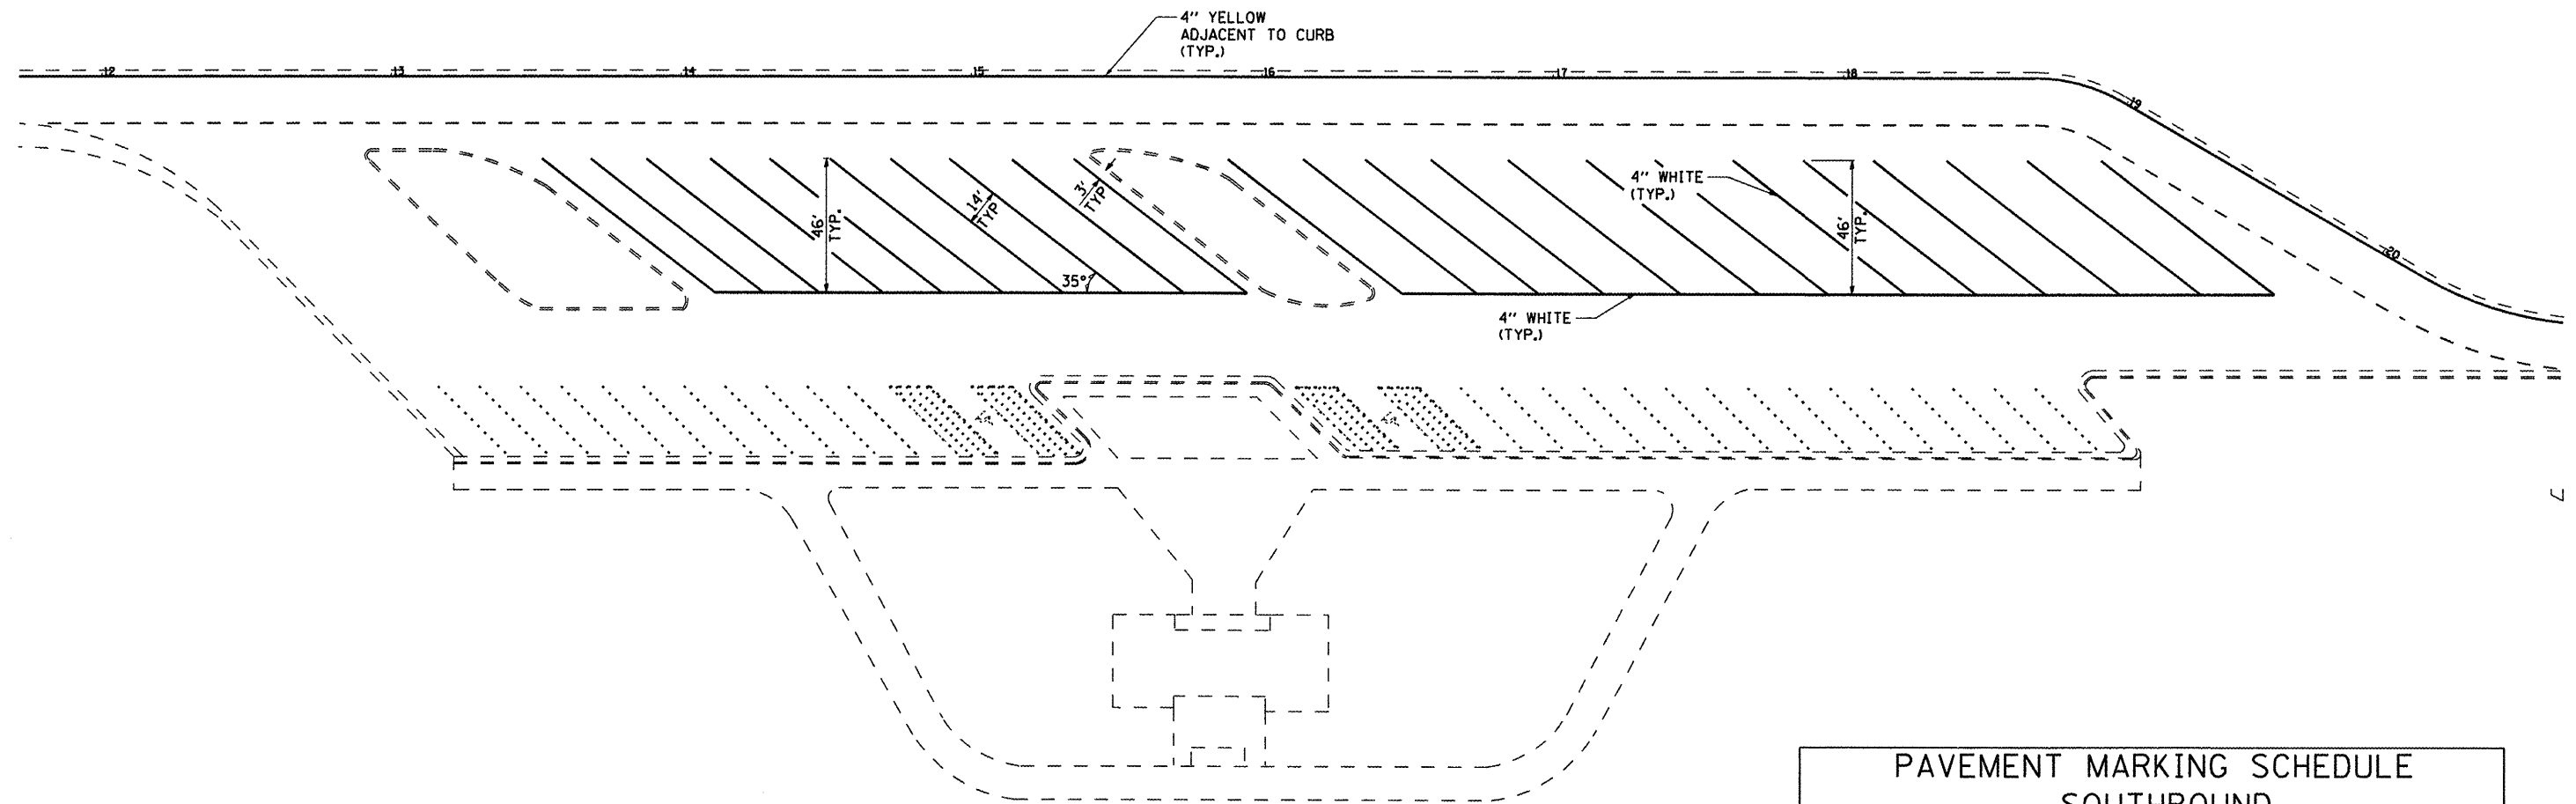 4" YELLOW
ADJACENT TO CURB
(TYP.)
12
13
14
15
16
17
18
19
20
46'
TYP.
14'
TYP
3'
TYP
35°
4" WHITE
(TYP.)
46'
TYP.
4" WHITE
(TYP.)
PAVEMENT MARKING SCHEDULE
SOUTHBOUND